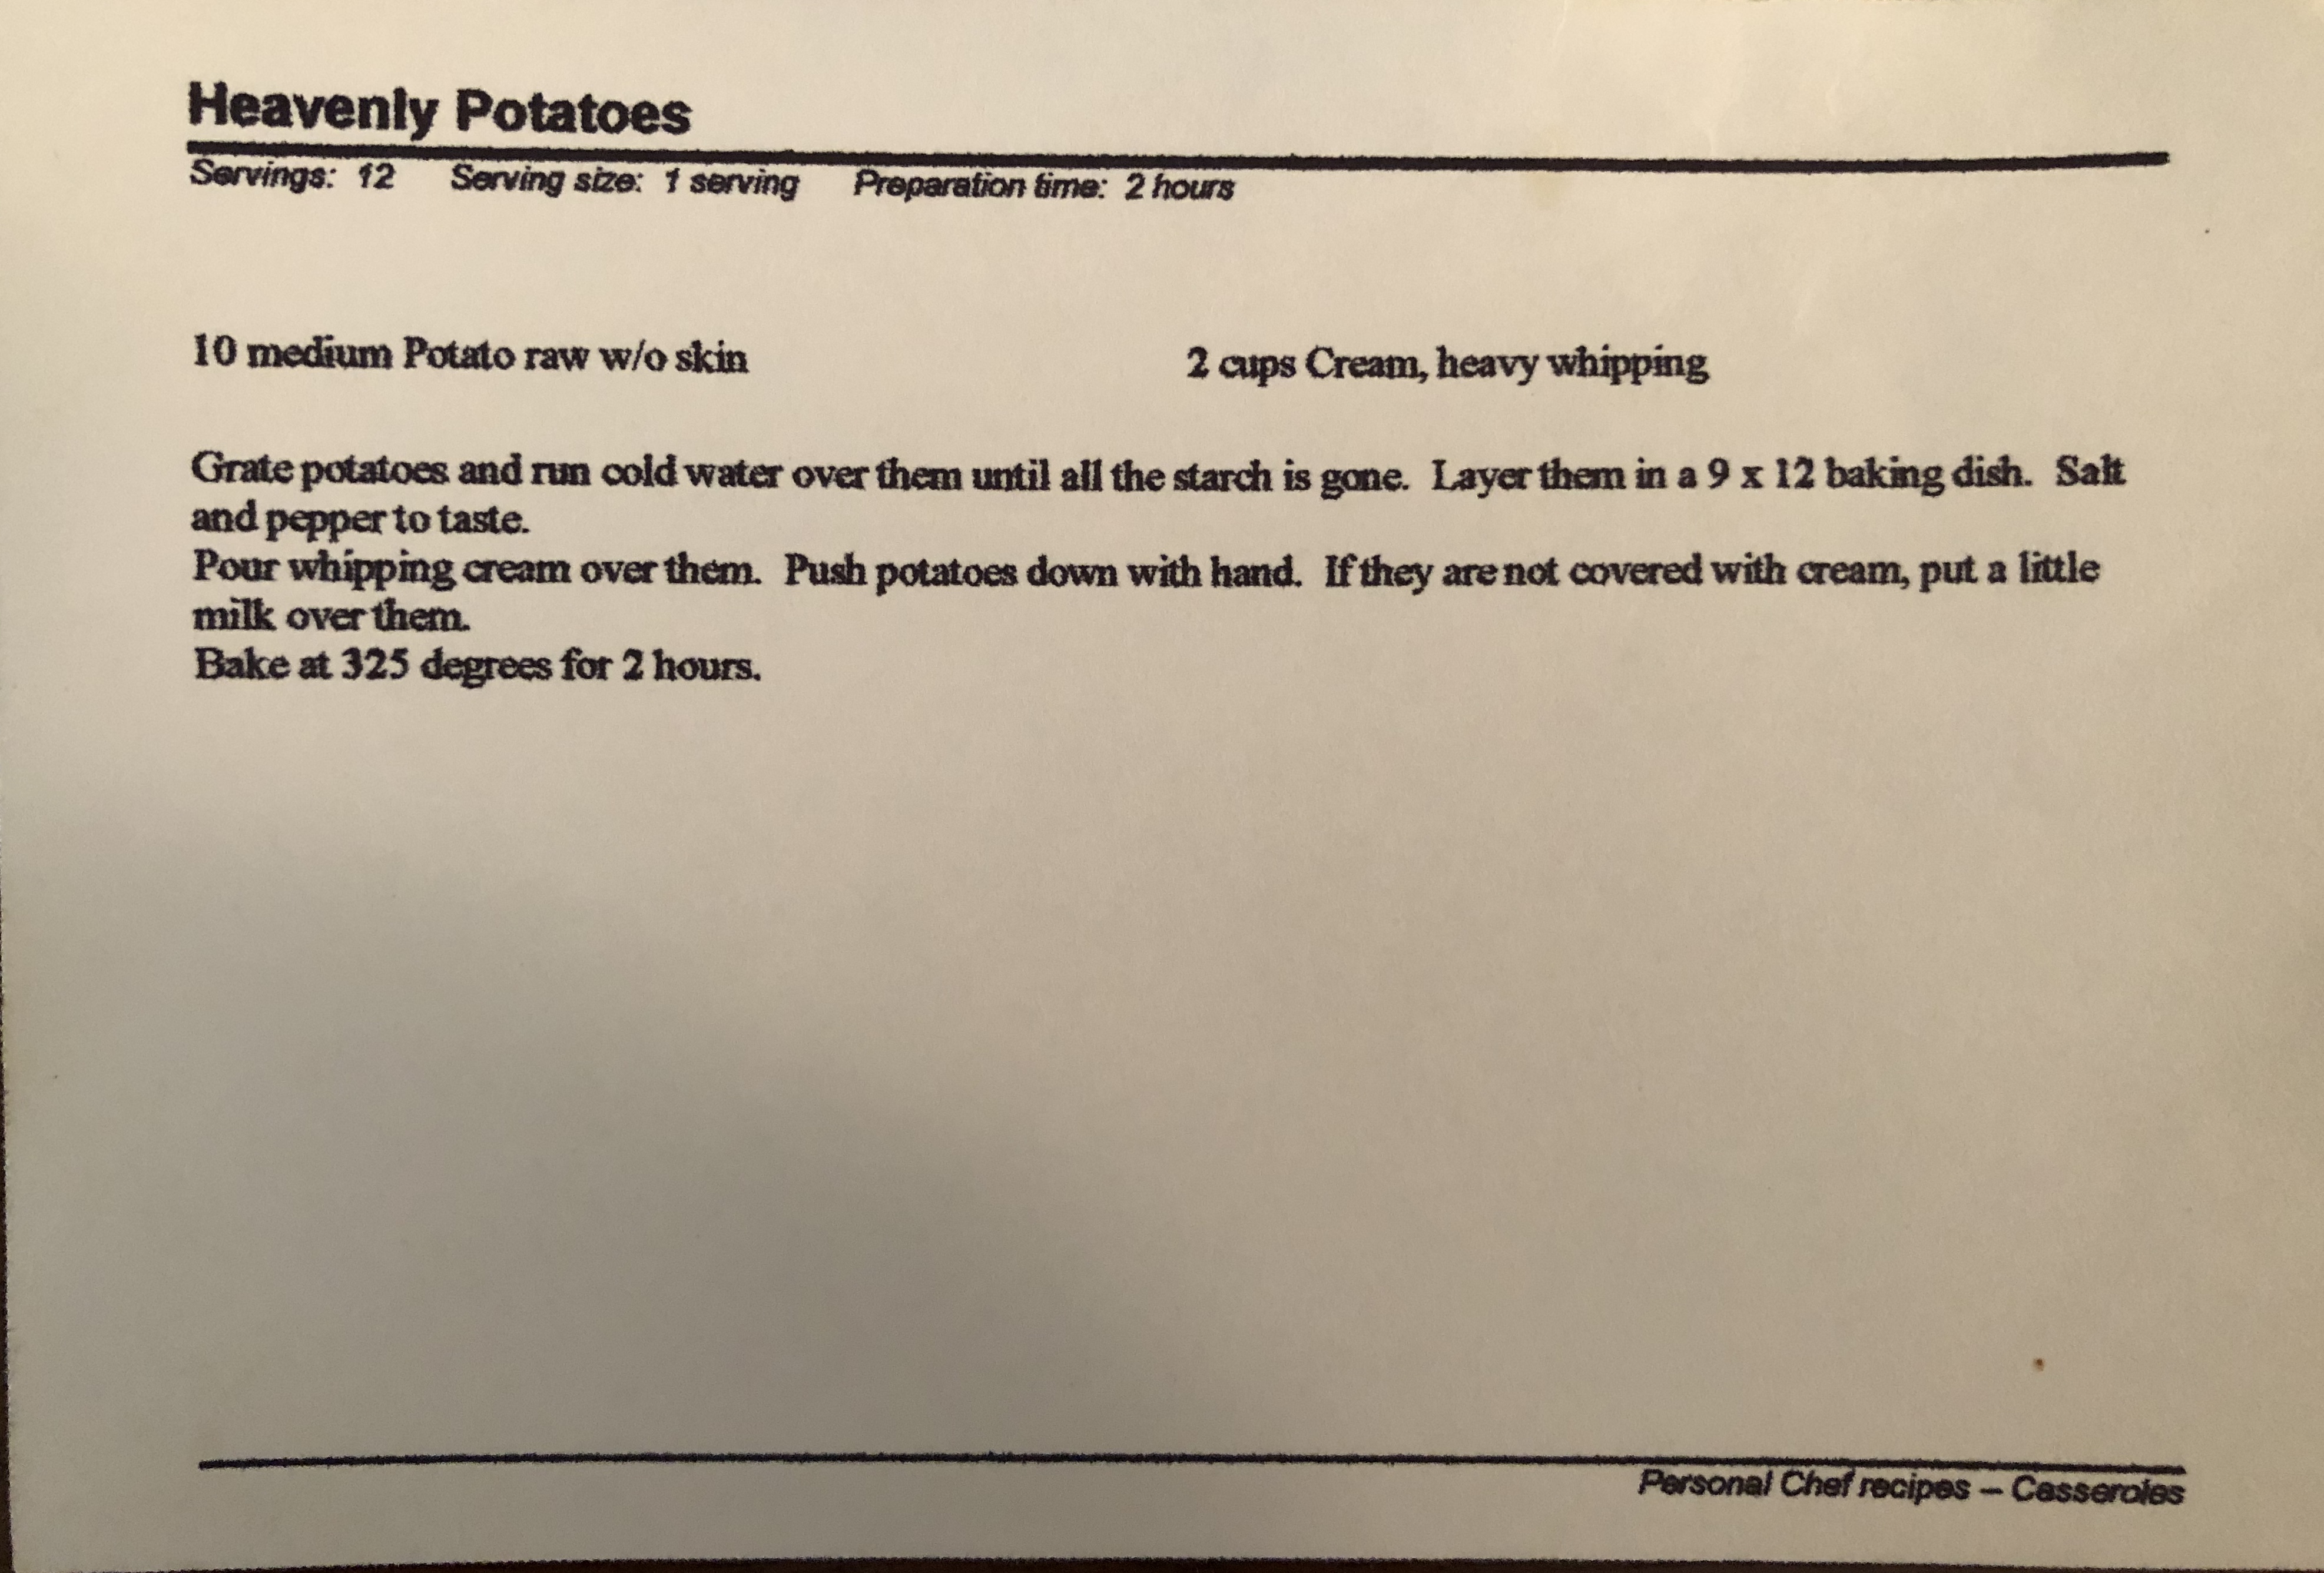 Heavenly Potatoes
Servings: 12 Serving size: 1 serving Preparation time: 2 hours
10 medium Potato raw w/o skin 2 cups Cream, heavy whipping
Grate potatoes and run cold water over them until all the starch is gone. Layer them in a 9 x 12 baking dish. Salt
and pepper to taste.
Pour whipping cream over them. Push potatoes down with hand. If they are not covered with cream, put a little
milk over them.
Bake at 325 degrees for 2 hours.
Personal Chef recipes – Casseroles